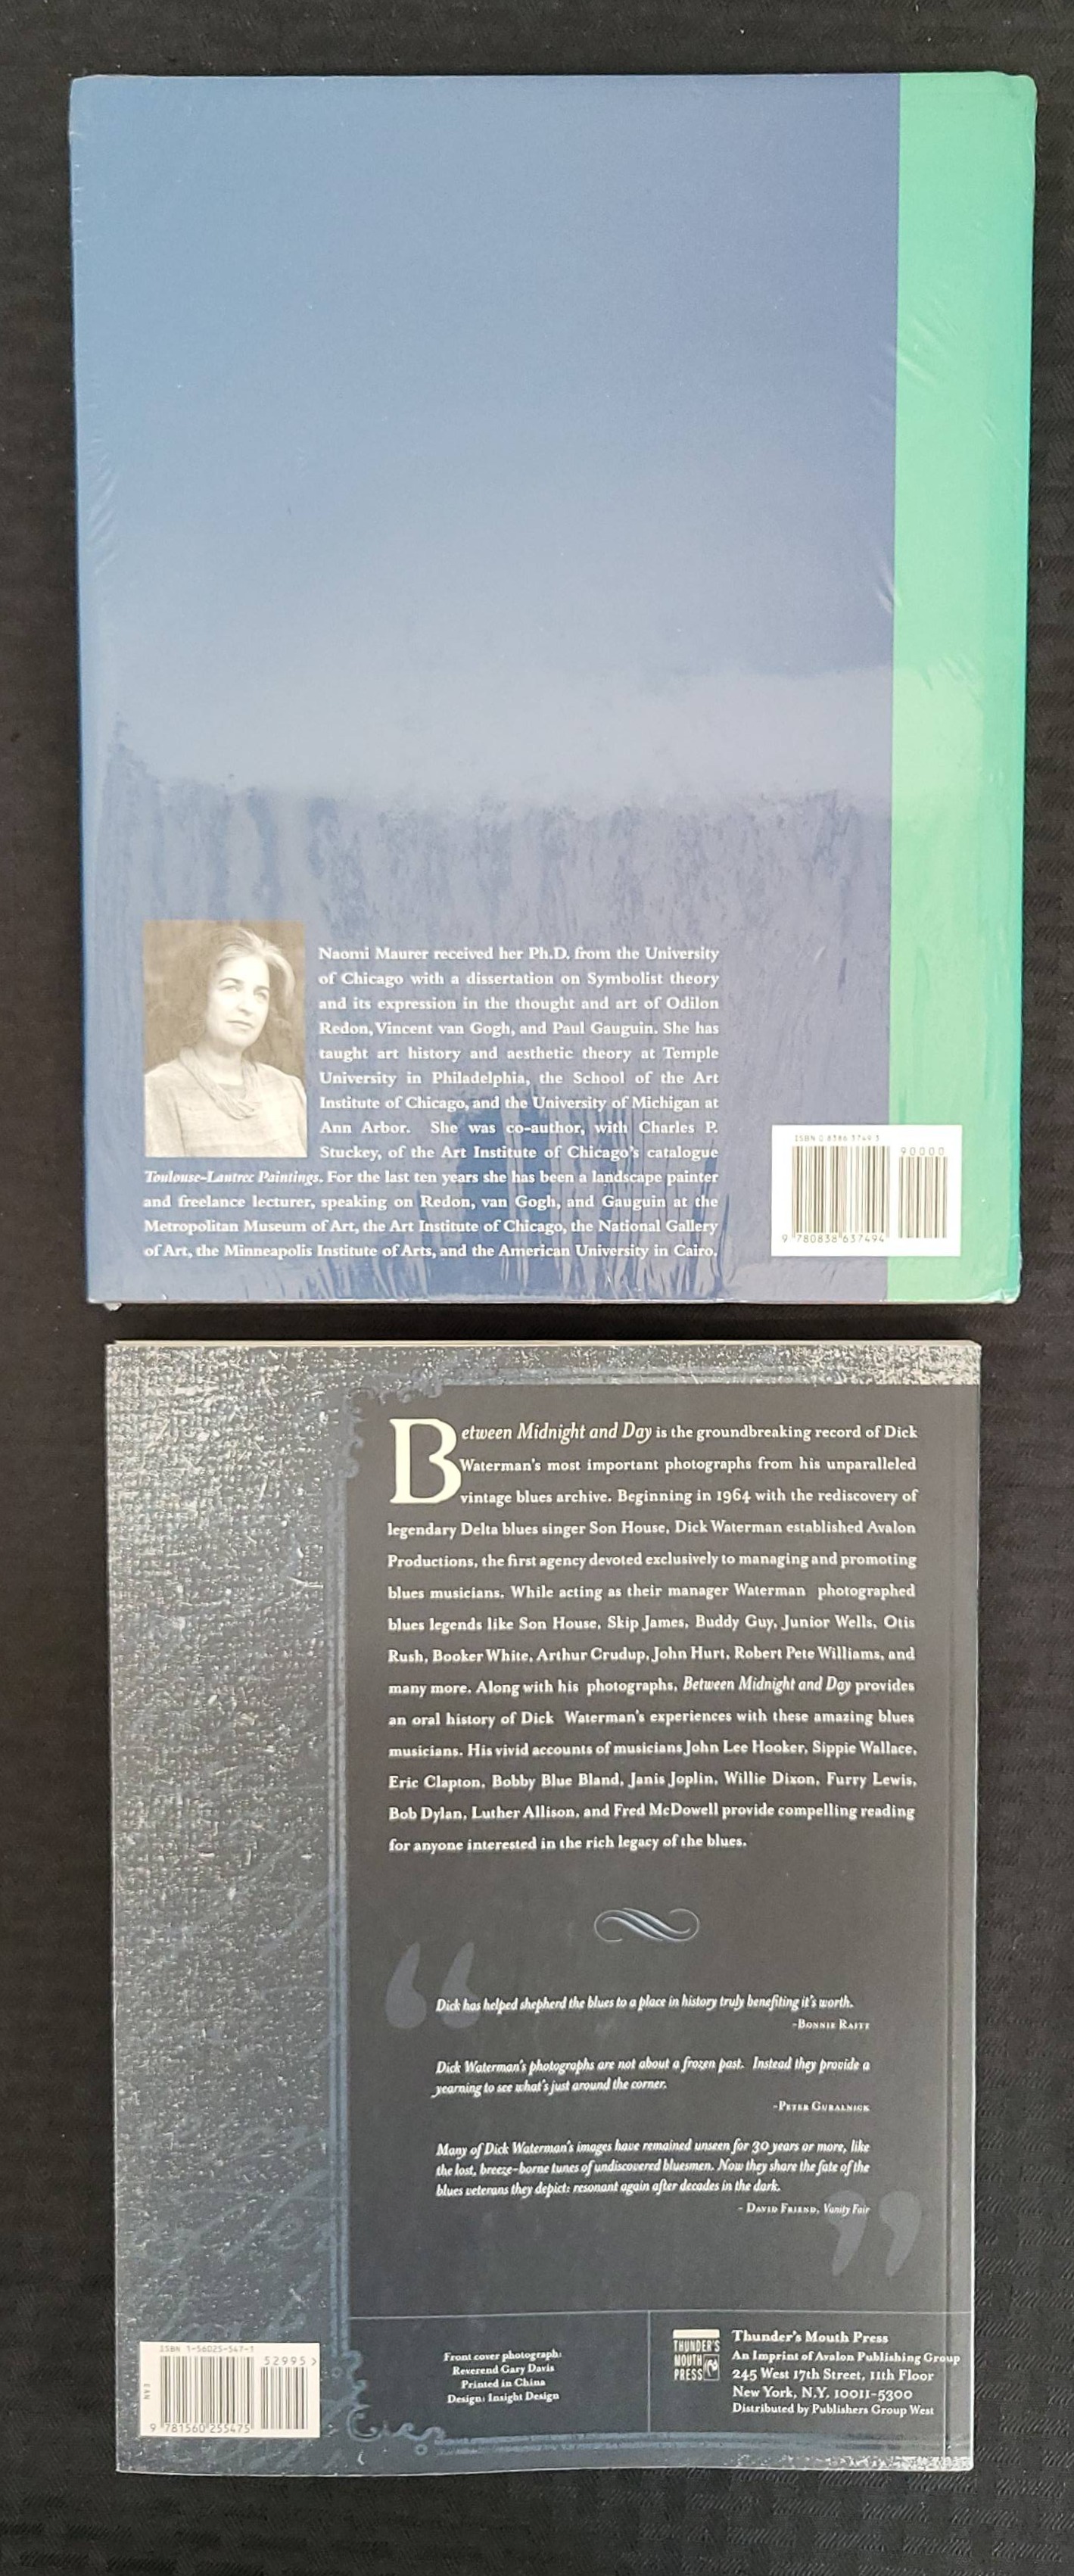 Naomi Maurer received her Ph.D. from the University
of Chicago with a dissertation on Symbolist theory
and its expression in the thought and art of Odilon
Redon, Vincent van Gogh, and Paul Gauguin. She has
taught art history and aesthetic theory at Temple
University in Philadelphia, the School of the Art
Institute of Chicago, and the University of Michigan at
Ann Arbor. She was co-author, with Charles P.
Stuckey, of the Art Institute of Chicago's catalogue
Toulouse-Lautrec Paintings. For the last ten years she has been a landscape painter
and freelance lecturer, speaking on Redon, van Gogh, and Gauguin at the
Metropolitan Museum of Art, the Art Institute of Chicago, the National Gallery
of Art, the Minneapolis Institute of Arts, and the American University in Cairo.
ISBN 0 8386 3749 3
90000
9 780838 637494
Between Midnight and Day is the groundbreaking record of Dick
Waterman's most important photographs from his unparalleled
vintage blues archive. Beginning in 1964 with the rediscovery of
legendary Delta blues singer Son House, Dick Waterman established Avalon
Productions, the first agency devoted exclusively to managing and promoting
blues musicians. While acting as their manager Waterman photographed
blues legends like Son House, Skip James, Buddy Guy, Junior Wells, Otis
Rush, Booker White, Arthur Crudup, John Hurt, Robert Pete Williams, and
many more. Along with his photographs, Between Midnight and Day provides
an oral history of Dick Waterman's experiences with these amazing blues
musicians. His vivid accounts of musicians John Lee Hooker, Sippie Wallace,
Eric Clapton, Bobby Blue Bland, Janis Joplin, Willie Dixon, Furry Lewis,
Bob Dylan, Luther Allison, and Fred McDowell provide compelling reading
for anyone interested in the rich legacy of the blues.
“
Dick has helped shepherd the blues to a place in history truly benefiting it's worth.
-Bonnie Raitt
Dick Waterman's photographs are not about a frozen past. Instead they provide a
yearning to see what's just around the corner.
-Peter Guralnick
Many of Dick Waterman's images have remained unseen for 30 years or more, like
the lost, breeze-borne tunes of undiscovered bluesmen. Now they share the fate of the
blues veterans they depict: resonant again after decades in the dark.
- David Friend, Vanity Fair
”
ISBN 1-56025-547-1
52995>
EAN
9 781560 255475
Front cover photograph:
Reverend Gary Davis
Printed in China
Design: Insight Design
THUNDER'S
MOUTH
PRESS
Thunder's Mouth Press
An Imprint of Avalon Publishing Group
245 West 17th Street, 11th Floor
New York, N.Y. 10011-5300
Distributed by Publishers Group West